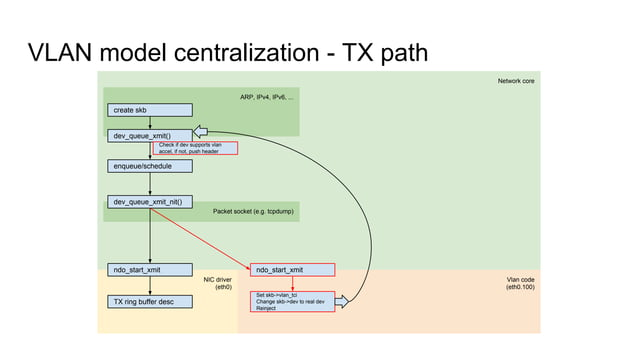 VLAN model centralization - TX path
Network core
ARP, IPv4, IPv6, ...
create skb
dev_queue_xmit()
Check if dev supports vlan
accel, if not, push header
enqueue/schedule
dev_queue_xmit_nit()
Packet socket (e.g. tcpdump)
ndo_start_xmit
NIC driver
(eth0)
ndo_start_xmit
Vlan code
(eth0.100)
TX ring buffer desc
Set skb->vlan_tci
Change skb->dev to real dev
Reinject